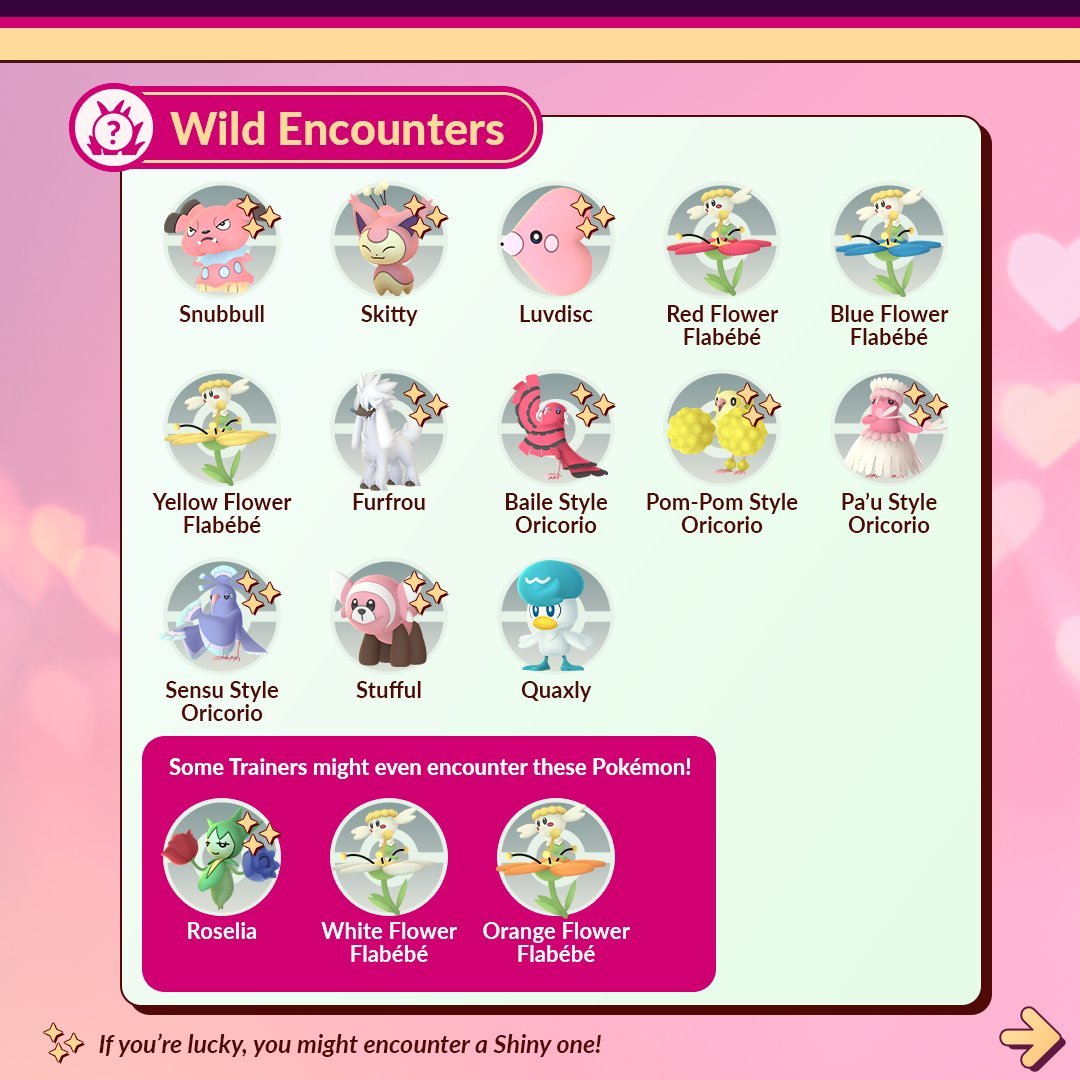 ?
Wild Encounters
Snubbull
Skitty
Luvdisc
Red Flower
Flabébé
Blue Flower
Flabébé
Yellow Flower
Flabébé
Furfrou
Baile Style
Oricorio
Pom-Pom Style
Oricorio
Pa'u Style
Oricorio
Sensu Style
Oricorio
Stufful
Quaxly
Some Trainers might even encounter these Pokémon!
Roselia
White Flower
Flabébé
Orange Flower
Flabébé
If you're lucky, you might encounter a Shiny one!